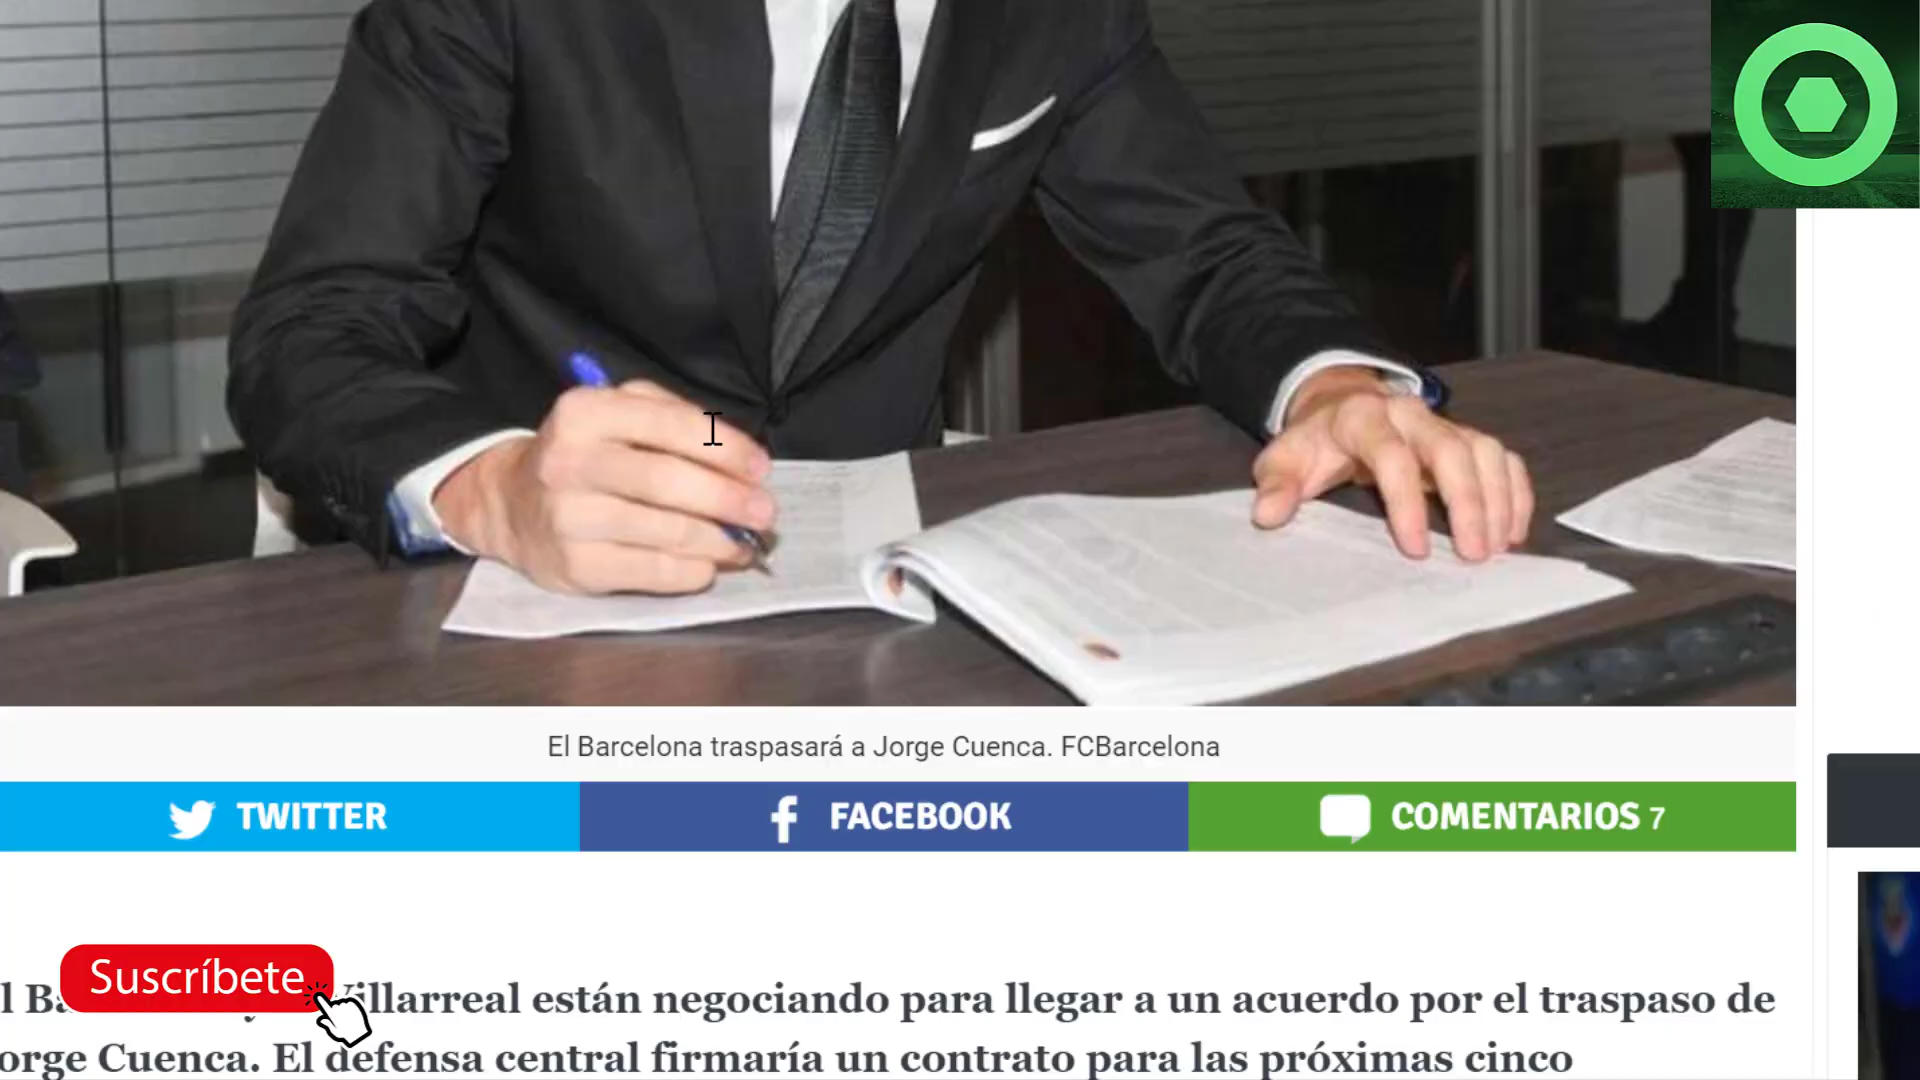 El Barcelona traspasará a Jorge Cuenca. FCBarcelona
TWITTER
FACEBOOK
COMENTARIOS 7
Suscríbete
Villarreal están negociando para llegar a un acuerdo por el traspaso de
orge Cuenca. El defensa central firmaría un contrato para las próximas cinco